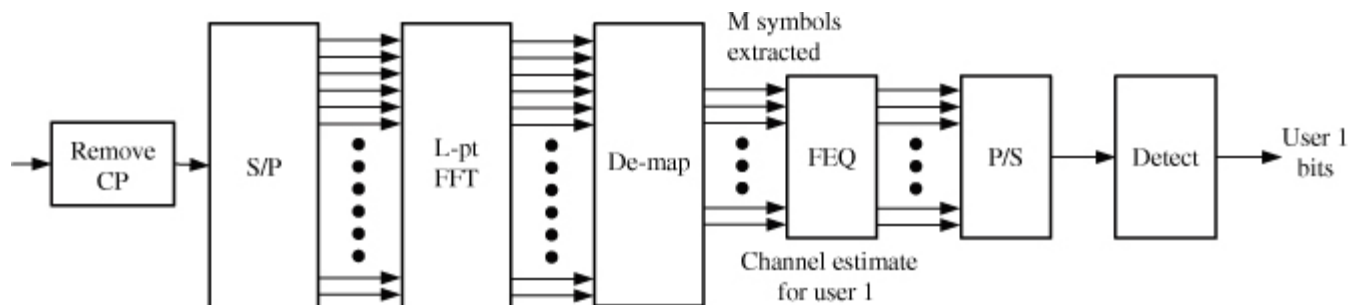 M symbols
extracted
Remove
CP
S/P
L-pt
FFT
De-map
FEQ
P/S
Detect
User 1
bits
Channel estimate
for user 1